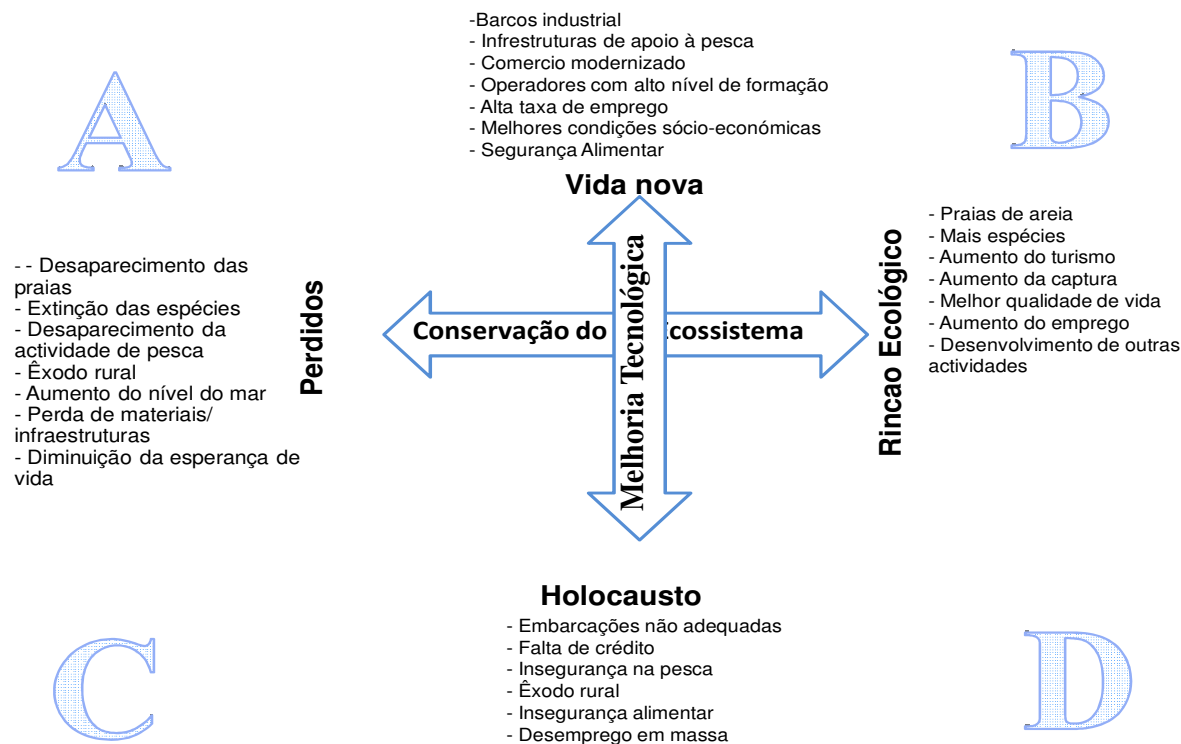 -Barcos industrial
- Infrestruturas de apoio à pesca
- Comercio modernizado
- Operadores com alto nível de formação
- Alta taxa de emprego
- Melhores condições sócio-económicas
- Segurança Alimentar
Vida nova
A
B
- - Desaparecimento das
praias
- Extinção das espécies
- Desaparecimento da
actividade de pesca
- Êxodo rural
- Aumento do nível do mar
- Perda de materiais/
infraestruturas
- Diminuição da esperança de
vida
Perdidos
Conservação do Ecossistema
Melhoria Tecnológica
Rincao Ecológico
- Praias de areia
- Mais espécies
- Aumento do turismo
- Aumento da captura
- Melhor qualidade de vida
- Aumento do emprego
- Desenvolvimento de outras
actividades
Holocausto
- Embarcações não adequadas
- Falta de crédito
- Insegurança na pesca
- Êxodo rural
- Insegurança alimentar
- Desemprego em massa
C
D